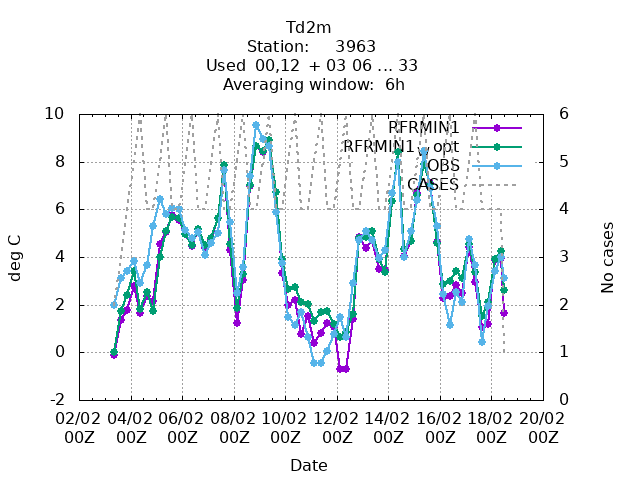 Td2m
Station: 3963
Used 00,12 + 03 06 ... 33
Averaging window: 6h
10
8
6
4
2
0
-2
deg C
6
5
4
3
2
1
0
No cases
RFRMIN1
RFRMIN1_opt
OBS
CASES
02/02 04/02 06/02 08/02 10/02 12/02 14/02 16/02 18/02 20/02
00Z 00Z 00Z 00Z 00Z 00Z 00Z 00Z 00Z 00Z
Date